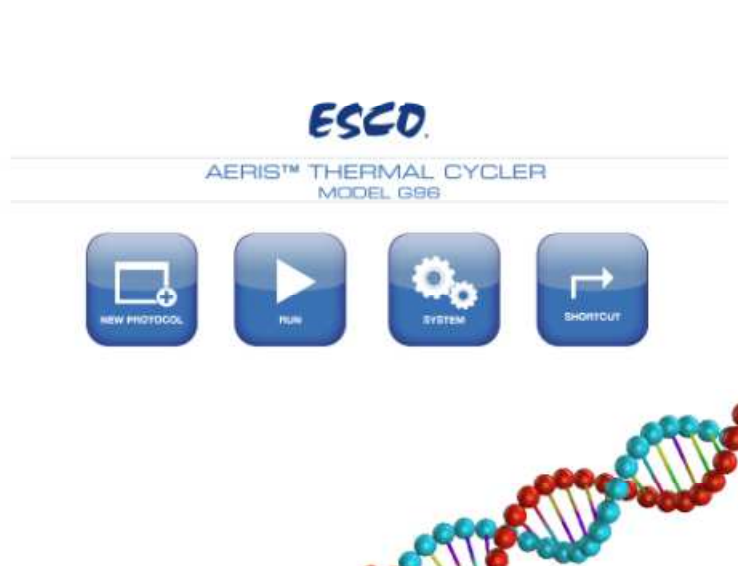 ESCO
AERIS™ THERMAL CYCLER
MODEL G96
NEW PROTOCOL
RUN
SYSTEM
SHORTCUT